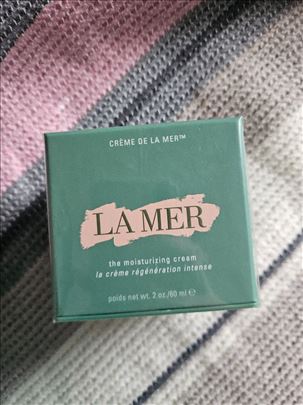 CRÈME DE LA MER™
LA MER
the moisturizing cream
la crème régénération intense
poids net wt. 2 oz./60 ml ℮